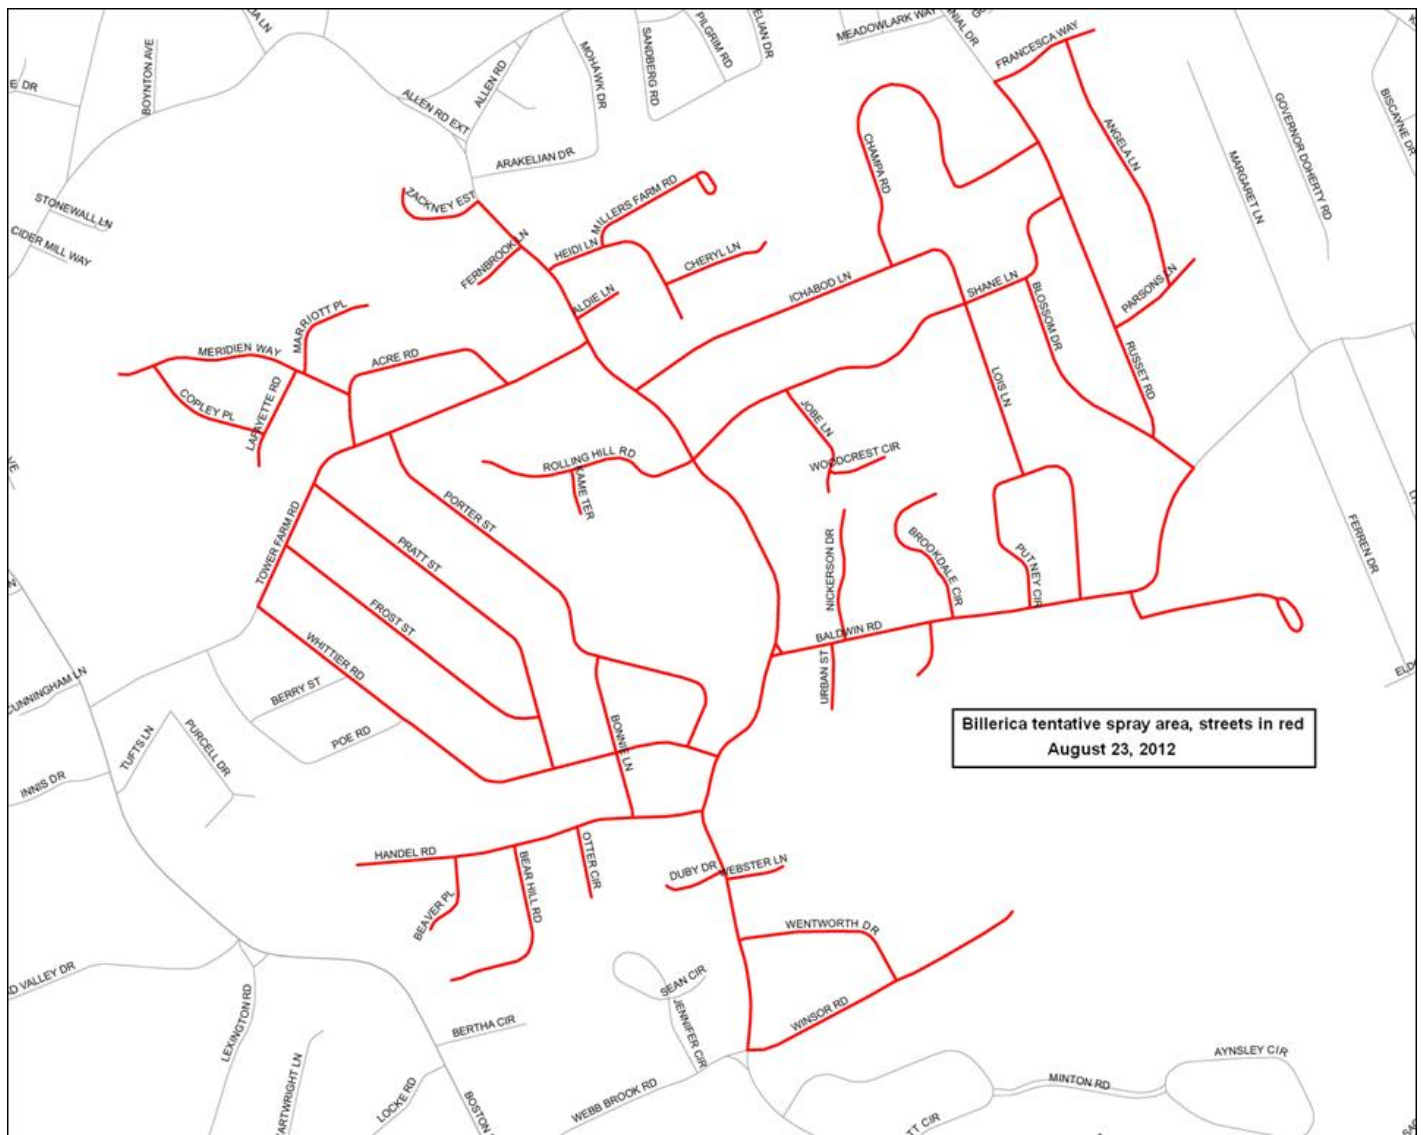 MEADOWLARK WAY
FRANCESCA WAY
PILGRIM RD
SANDBERG RD
MOHAWK DR
BOYNTON AVE
ALLEN RD
ALLEN RD EXT
ARAKELIAN DR
GOVERNOR DOHERTY RD
BISCAYNE DR
MARGARET LN
ANGELA LN
CHAMPA RD
STONEWALL LN
CIDER MILL WAY
ZACKNEY EST
MILLERS FARM RD
FERNBROOK LN
HEIDI LN
CHERYL LN
ALDIE LN
ICHABOD LN
SHANE LN
BLOSSOM DR
PARSONS LN
RUSSET RD
MARRIOTT PL
MERIDIEN WAY
ACRE RD
COPLEY PL
LAFAYETTE RD
LOIS LN
JOBE LN
WOODCREST CIR
ROLLING HILL RD
KAME TER
PORTER ST
TOWER FARM RD
PRATT ST
FROST ST
WHITTIER RD
NICKERSON DR
BROOKDALE CIR
PUTNEY CIR
FERREN DR
BALDWIN RD
URBAN ST
BERRY ST
POE RD
CUNNINGHAM LN
TUFTS LN
PURCELL DR
INNIS DR
BONNIE LN
Billerica tentative spray area, streets in red
August 23, 2012
HANDEL RD
OTTER CIR
BEAR HILL RD
BEAVER PL
DUBY DR
WEBSTER LN
WENTWORTH DR
WINSOR RD
SEAN CIR
JENNIFER CIR
VALLEY DR
LEXINGTON RD
BERTHA CIR
LOCKE RD
BOSTON
WEBB BROOK RD
MINTON RD
AYNSLEY CIR